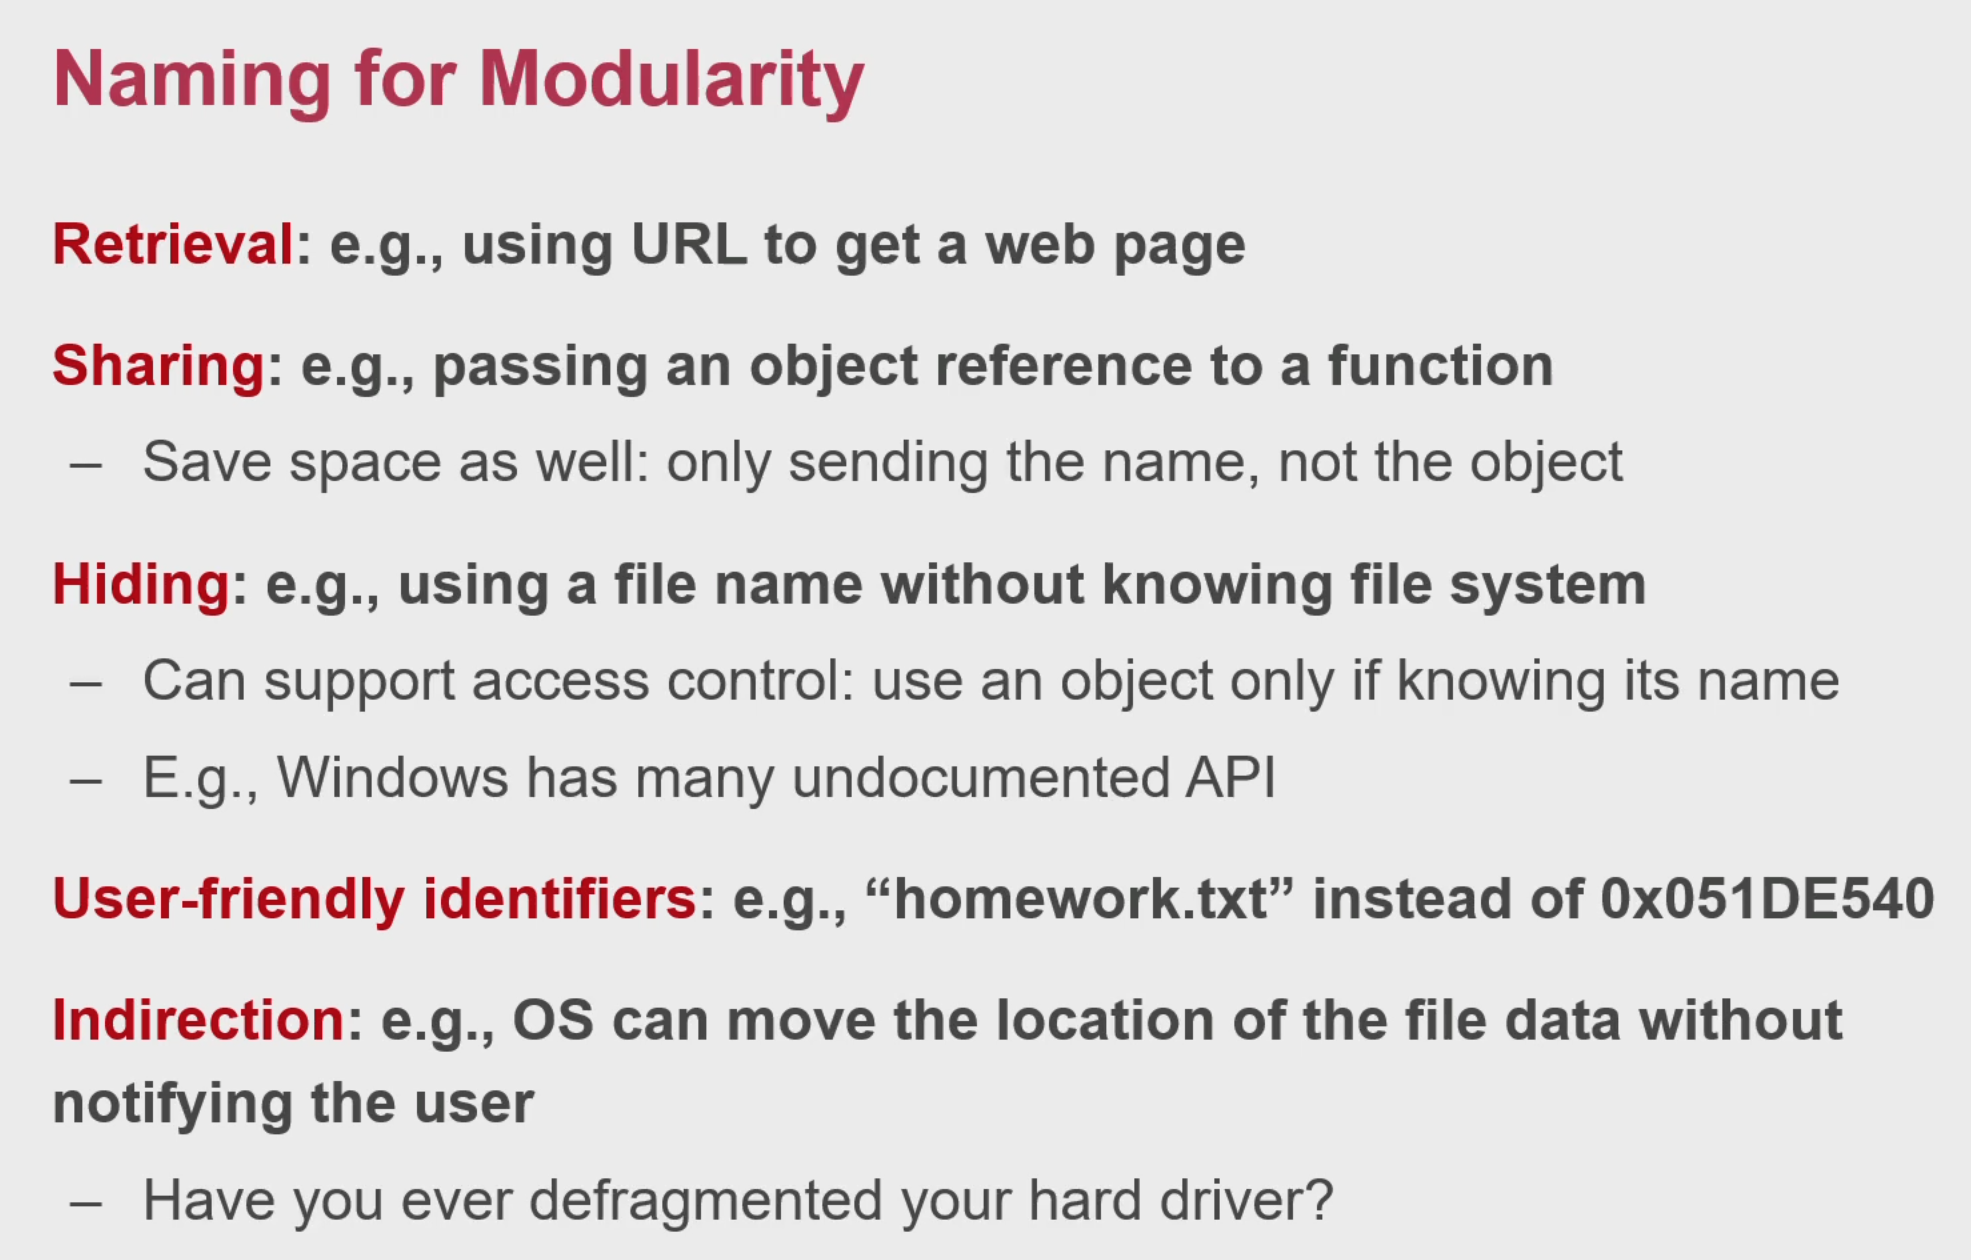 Naming for Modularity
Retrieval: e.g., using URL to get a web page
Sharing: e.g., passing an object reference to a function
– Save space as well: only sending the name, not the object
Hiding: e.g., using a file name without knowing file system
– Can support access control: use an object only if knowing its name
– E.g., Windows has many undocumented API
User-friendly identifiers: e.g., “homework.txt” instead of 0x051DE540
Indirection: e.g., OS can move the location of the file data without
notifying the user
– Have you ever defragmented your hard driver?